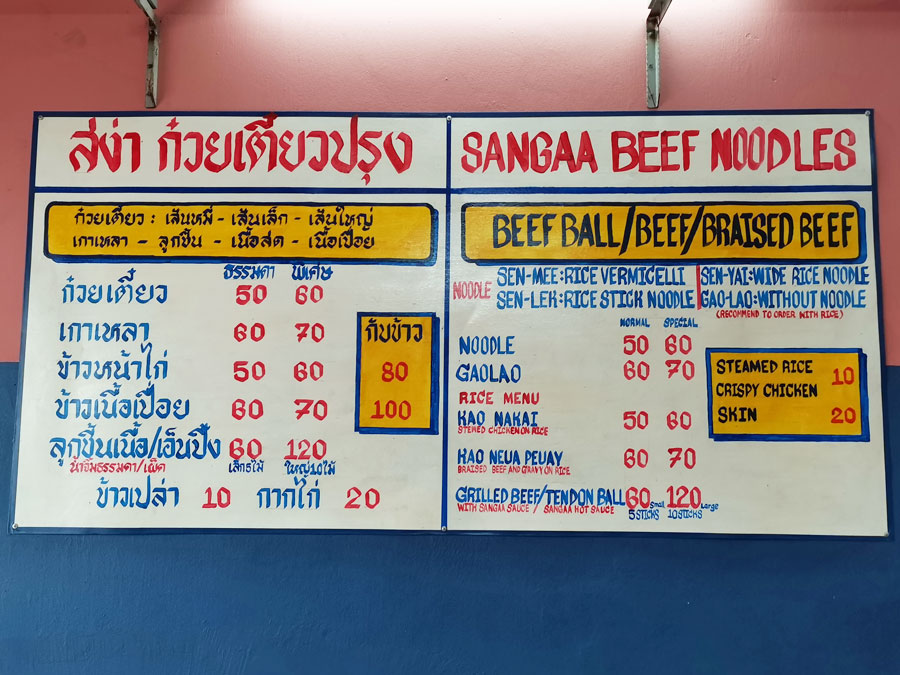 สง่า ก๋วยเตี๋ยวปรุง
ก๋วยเตี๋ยว : เส้นหมี่ - เส้นเล็ก - เส้นใหญ่
เกาเหลา - ลูกชิ้น - เนื้อสด - เนื้อเปื่อย
ธรรมดา พิเศษ
ก๋วยเตี๋ยว 50 60
เกาเหลา 60 70
ข้าวหน้าไก่ 50 60
ข้าวเนื้อเปื่อย 60 70
ลูกชิ้นเนื้อ/เอ็นปิ้ง 60 120
น้ำจิ้มธรรมดา/เผ็ด เล็ก5ไม้ ใหญ่10ไม้
ข้าวเปล่า 10 กากไก่ 20
กับข้าว
80
100
SANGAA BEEF NOODLES
BEEF BALL/BEEF/BRAISED BEEF
NOODLE
SEN-MEE:RICE VERMICELLI
SEN-LEK:RICE STICK NOODLE
SEN-YAI:WIDE RICE NOODLE
GAO-LAO:WITHOUT NOODLE
(RECOMMEND TO ORDER WITH RICE)
NORMAL SPECIAL
NOODLE 50 60
GAOLAO 60 70
RICE MENU
KAO NAKAI 50 60
STEMED CHICKEN ON RICE
KAO NEUA PEUAY 60 70
BRAISED BEEF AND GRAVY ON RICE
GRILLED BEEF/TENDON BALL 60 Small 120 Large
WITH SANGAA SAUCE / SANGAA HOT SAUCE 5 STICKS 10 STICKS
STEAMED RICE 10
CRISPY CHICKEN
SKIN 20